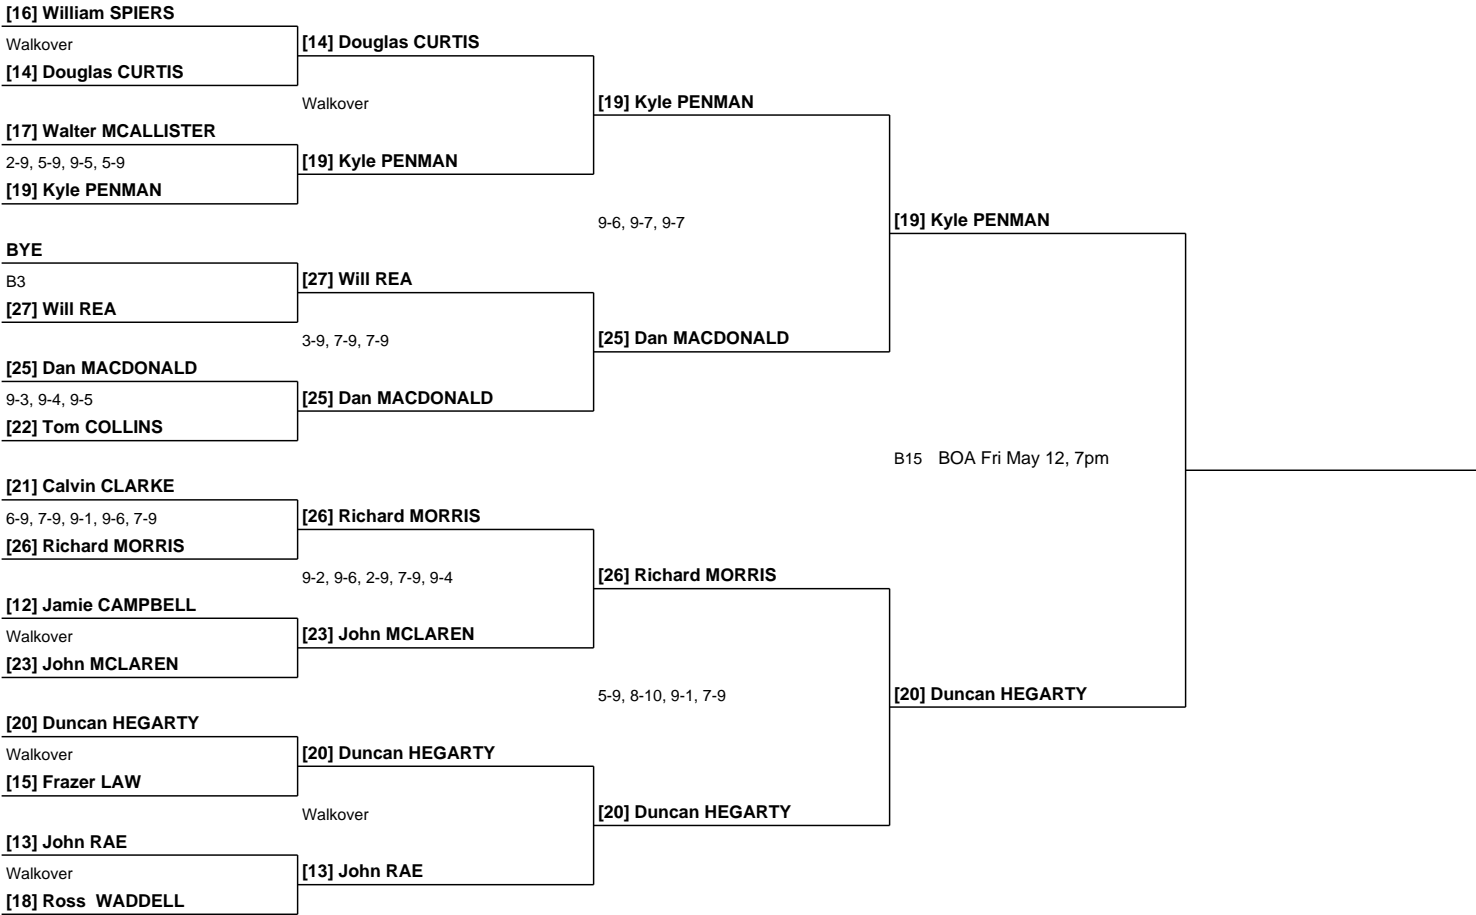 [16] William SPIERS
Walkover
[14] Douglas CURTIS
[17] Walter MCALLISTER
2-9, 5-9, 9-5, 5-9
[19] Kyle PENMAN
BYE
B3
[27] Will REA
[25] Dan MACDONALD
9-3, 9-4, 9-5
[22] Tom COLLINS
[21] Calvin CLARKE
6-9, 7-9, 9-1, 9-6, 7-9
[26] Richard MORRIS
[12] Jamie CAMPBELL
Walkover
[23] John MCLAREN
[20] Duncan HEGARTY
Walkover
[15] Frazer LAW
[13] John RAE
Walkover
[18] Ross  WADDELL
[14] Douglas CURTIS
Walkover
[19] Kyle PENMAN
[27] Will REA
3-9, 7-9, 7-9
[25] Dan MACDONALD
[26] Richard MORRIS
9-2, 9-6, 2-9, 7-9, 9-4
[23] John MCLAREN
[20] Duncan HEGARTY
Walkover
[13] John RAE
[19] Kyle PENMAN
9-6, 9-7, 9-7
[25] Dan MACDONALD
[26] Richard MORRIS
5-9, 8-10, 9-1, 7-9
[20] Duncan HEGARTY
[19] Kyle PENMAN
B15 BOA Fri May 12, 7pm
[20] Duncan HEGARTY